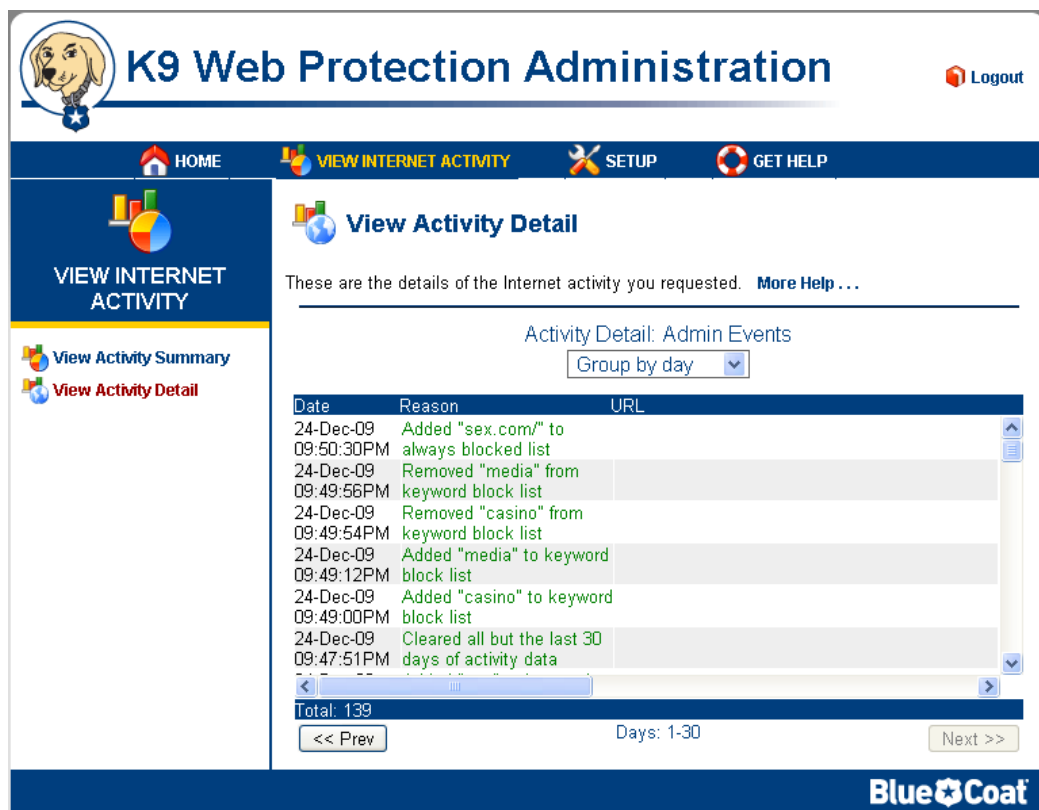 K9 Web Protection Administration
Logout
HOME
VIEW INTERNET ACTIVITY
SETUP
GET HELP
VIEW INTERNET
ACTIVITY
View Activity Summary
View Activity Detail
View Activity Detail
These are the details of the Internet activity you requested. More Help . . .
Activity Detail: Admin Events
Group by day
Date Reason URL
24-Dec-09 Added "sex.com/" to
09:50:30PM always blocked list
24-Dec-09 Removed "media" from
09:49:56PM keyword block list
24-Dec-09 Removed "casino" from
09:49:54PM keyword block list
24-Dec-09 Added "media" to keyword
09:49:12PM block list
24-Dec-09 Added "casino" to keyword
09:49:00PM block list
24-Dec-09 Cleared all but the last 30
09:47:51PM days of activity data
Total: 139
<< Prev
Days: 1-30
Next >>
Blue Coat